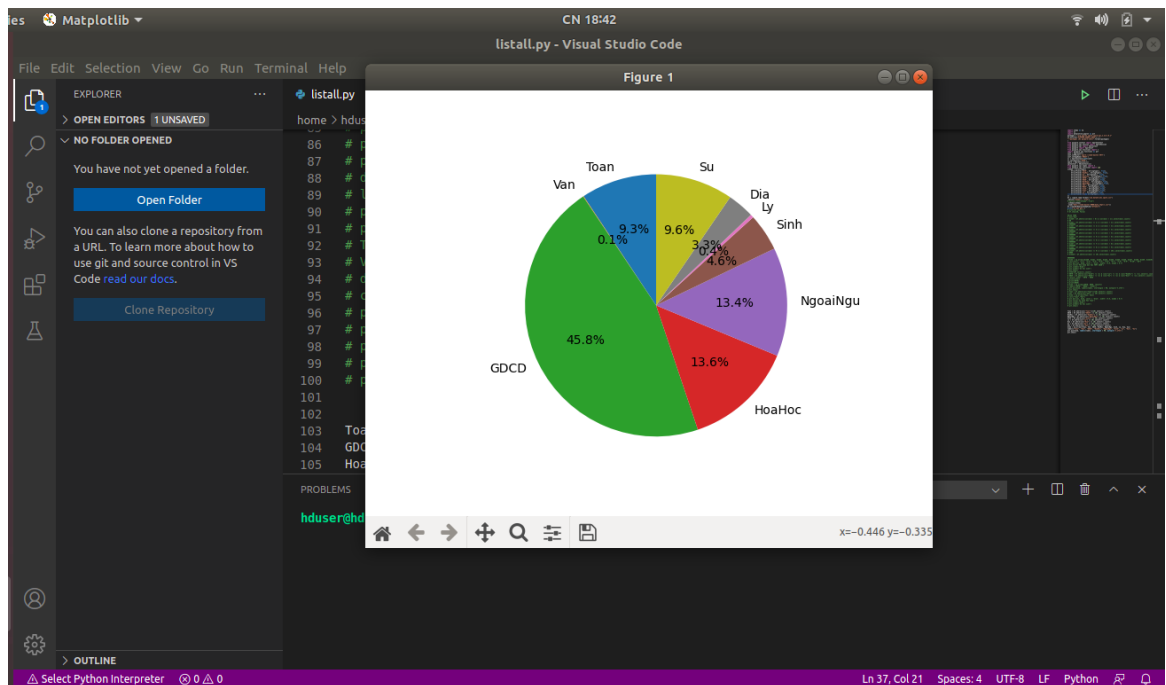 ies Matplotlib CN 18:42
listall.py - Visual Studio Code
File Edit Selection View Go Run Terminal Help
EXPLORER
OPEN EDITORS 1 UNSAVED
NO FOLDER OPENED
You have not yet opened a folder.
Open Folder
You can also clone a repository from
a URL. To learn more about how to
use git and source control in VS
Code read our docs.
Clone Repository
OUTLINE
1
listall.py
home > hdus
86 #
87 #
88 #
89 #
90 #
91 #
92 #
93 #
94 #
95 #
96 #
97 #
98 #
99 #
100 #
101
102
103 Toa
104 GDC
105 Hoa
PROBLEMS
hduser@hd
Figure 1
Toan
Su
Van
Dia
Ly
Sinh
NgoaiNgu
GDCD
HoaHoc
9.3%
9.6%
0.1%
3.3%
0.4%
4.6%
13.4%
45.8%
13.6%
x=−0.446 y=−0.335
Select Python Interpreter 0 0 Ln 37, Col 21 Spaces: 4 UTF-8 LF Python